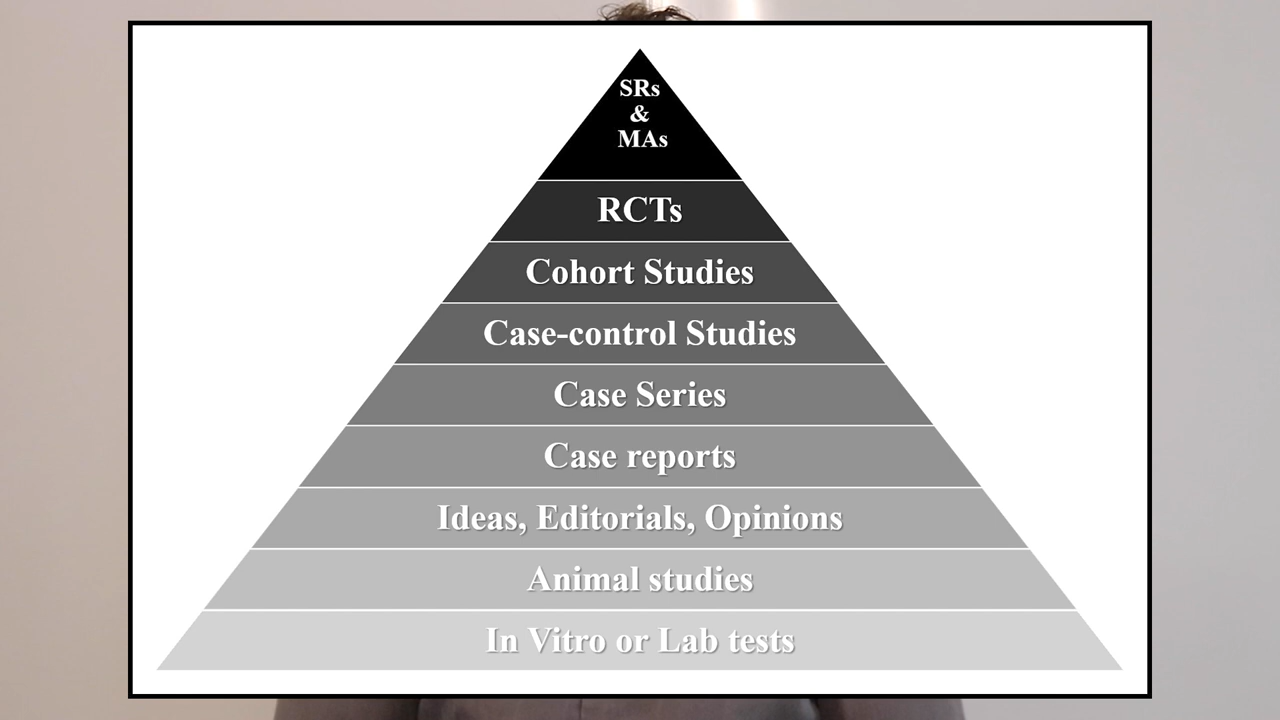 SRs
&
MAs
RCTs
Cohort Studies
Case-control Studies
Case Series
Case reports
Ideas, Editorials, Opinions
Animal studies
In Vitro or Lab tests